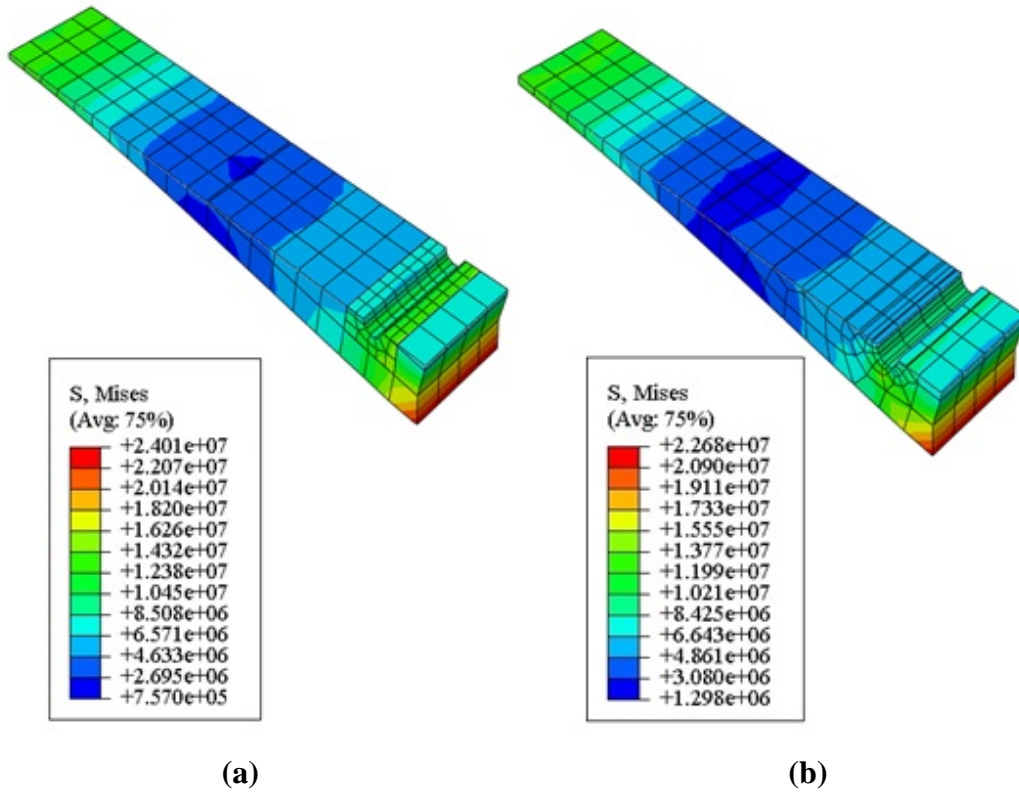 S, Mises
(Avg: 75%)
+2.401e+07
+2.207e+07
+2.014e+07
+1.820e+07
+1.626e+07
+1.432e+07
+1.238e+07
+1.045e+07
+8.508e+06
+6.571e+06
+4.633e+06
+2.695e+06
+7.570e+05
S, Mises
(Avg: 75%)
+2.268e+07
+2.090e+07
+1.911e+07
+1.733e+07
+1.555e+07
+1.377e+07
+1.199e+07
+1.021e+07
+8.425e+06
+6.643e+06
+4.861e+06
+3.080e+06
+1.298e+06
(a)
(b)